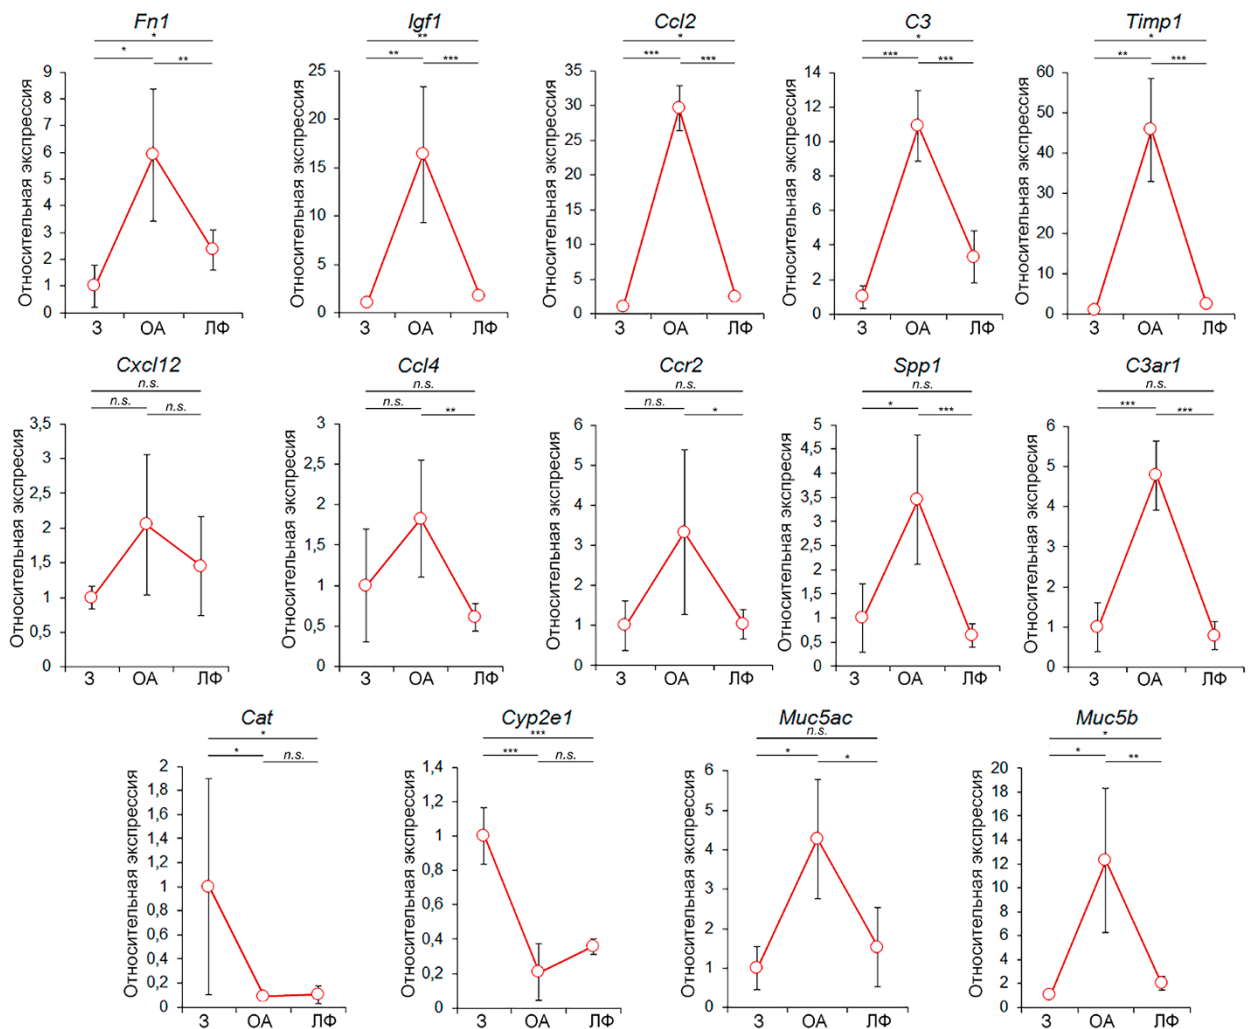 Fn1
*
*
**
Относительная экспрессия
9
8
7
6
5
4
3
2
1
0
З ОА ЛФ
Igf1
**
**
***
Относительная экспрессия
25
20
15
10
5
0
З ОА ЛФ
Ccl2
*
***
***
Относительная экспрессия
35
30
25
20
15
10
5
0
З ОА ЛФ
C3
*
***
***
Относительная экспрессия
14
12
10
8
6
4
2
0
З ОА ЛФ
Timp1
*
**
***
Относительная экспрессия
60
50
40
30
20
10
0
З ОА ЛФ
Cxcl12
n.s.
n.s.
n.s.
Относительная экспресия
3,5
3
2,5
2
1,5
1
0,5
0
З ОА ЛФ
Ccl4
n.s.
n.s.
**
Относительная экспресия
3
2,5
2
1,5
1
0,5
0
З ОА ЛФ
Ccr2
n.s.
n.s.
*
Относительная экспресия
6
5
4
3
2
1
0
З ОА ЛФ
Spp1
n.s.
*
***
Относительная экспресия
5
4,5
4
3,5
3
2,5
2
1,5
1
0,5
0
З ОА ЛФ
C3ar1
n.s.
***
***
Относительная экспресия
6
5
4
3
2
1
0
З ОА ЛФ
Cat
*
*
n.s.
Относительная экспрессия
2
1,8
1,6
1,4
1,2
1
0,8
0,6
0,4
0,2
0
З ОА ЛФ
Cyp2e1
***
***
n.s.
Относительная экспрессия
1,4
1,2
1
0,8
0,6
0,4
0,2
0
З ОА ЛФ
Muc5ac
n.s.
*
*
Относительная экспрессия
6
5
4
3
2
1
0
З ОА ЛФ
Muc5b
*
*
**
Относительная экспрессия
20
18
16
14
12
10
8
6
4
2
0
З ОА ЛФ